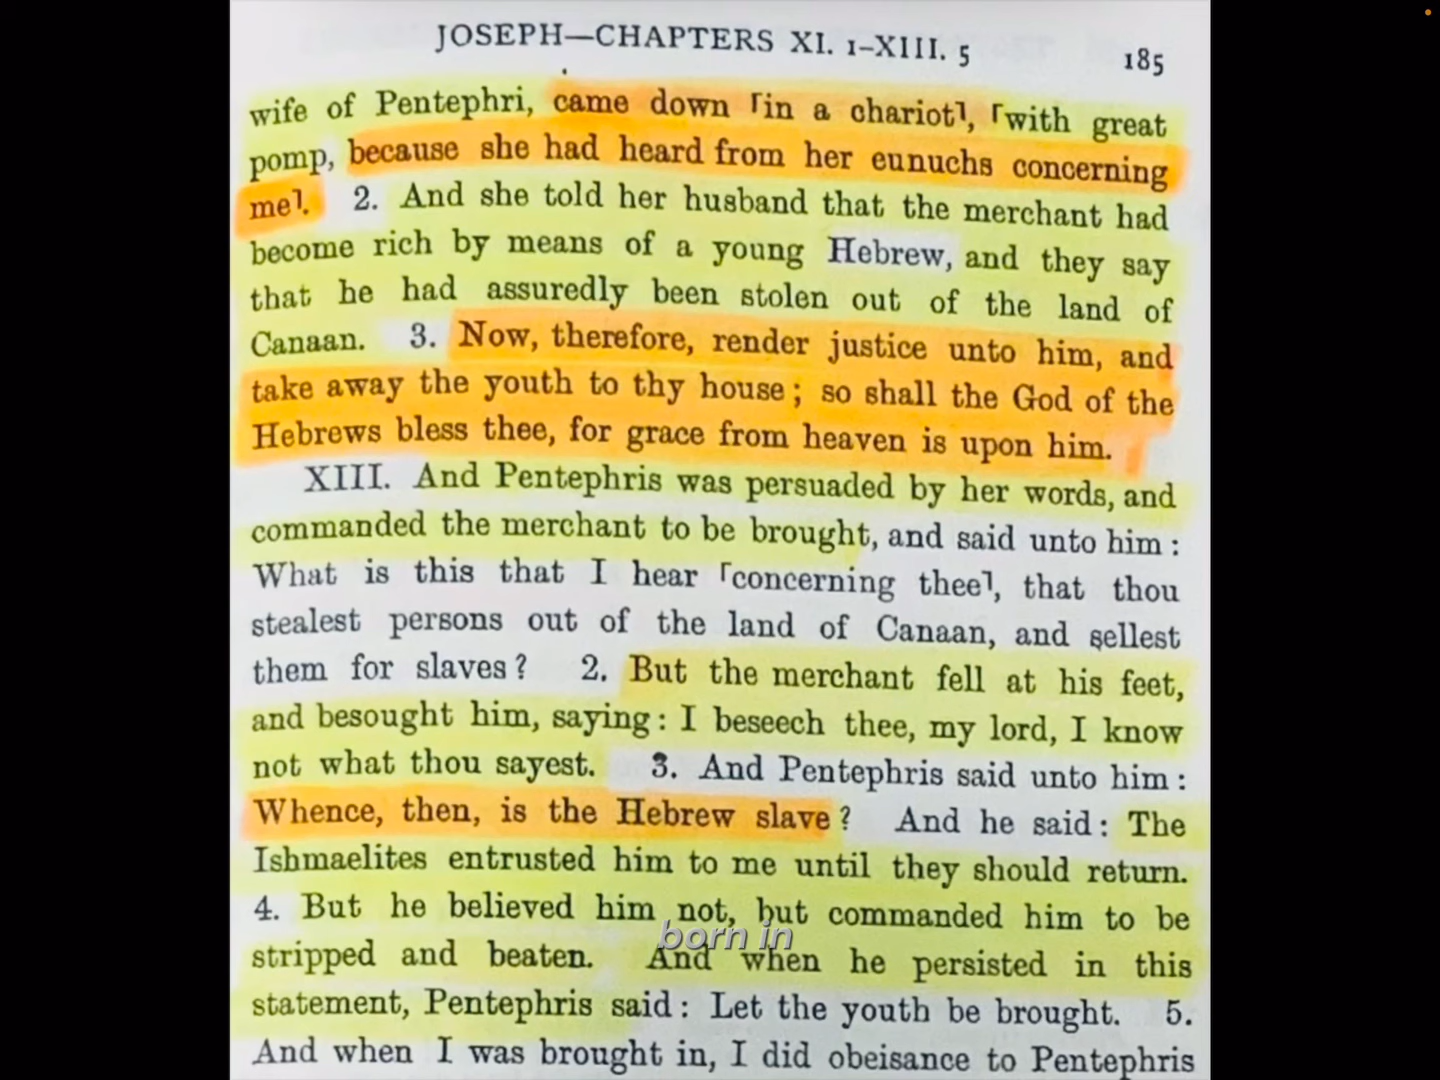 JOSEPH—CHAPTERS XI. 1–XIII. 5 185
wife of Pentephri, came down ⌜in a chariot⌝, ⌜with great
pomp, because she had heard from her eunuchs concerning
me⌝. 2. And she told her husband that the merchant had
become rich by means of a young Hebrew, and they say
that he had assuredly been stolen out of the land of
Canaan. 3. Now, therefore, render justice unto him, and
take away the youth to thy house; so shall the God of the
Hebrews bless thee, for grace from heaven is upon him.
XIII. And Pentephris was persuaded by her words, and
commanded the merchant to be brought, and said unto him:
What is this that I hear ⌜concerning thee⌝, that thou
stealest persons out of the land of Canaan, and sellest
them for slaves? 2. But the merchant fell at his feet,
and besought him, saying: I beseech thee, my lord, I know
not what thou sayest. 3. And Pentephris said unto him:
Whence, then, is the Hebrew slave? And he said: The
Ishmaelites entrusted him to me until they should return.
4. But he believed him not, but commanded him to be
born in
stripped and beaten. And when he persisted in this
statement, Pentephris said: Let the youth be brought. 5.
And when I was brought in, I did obeisance to Pentephris